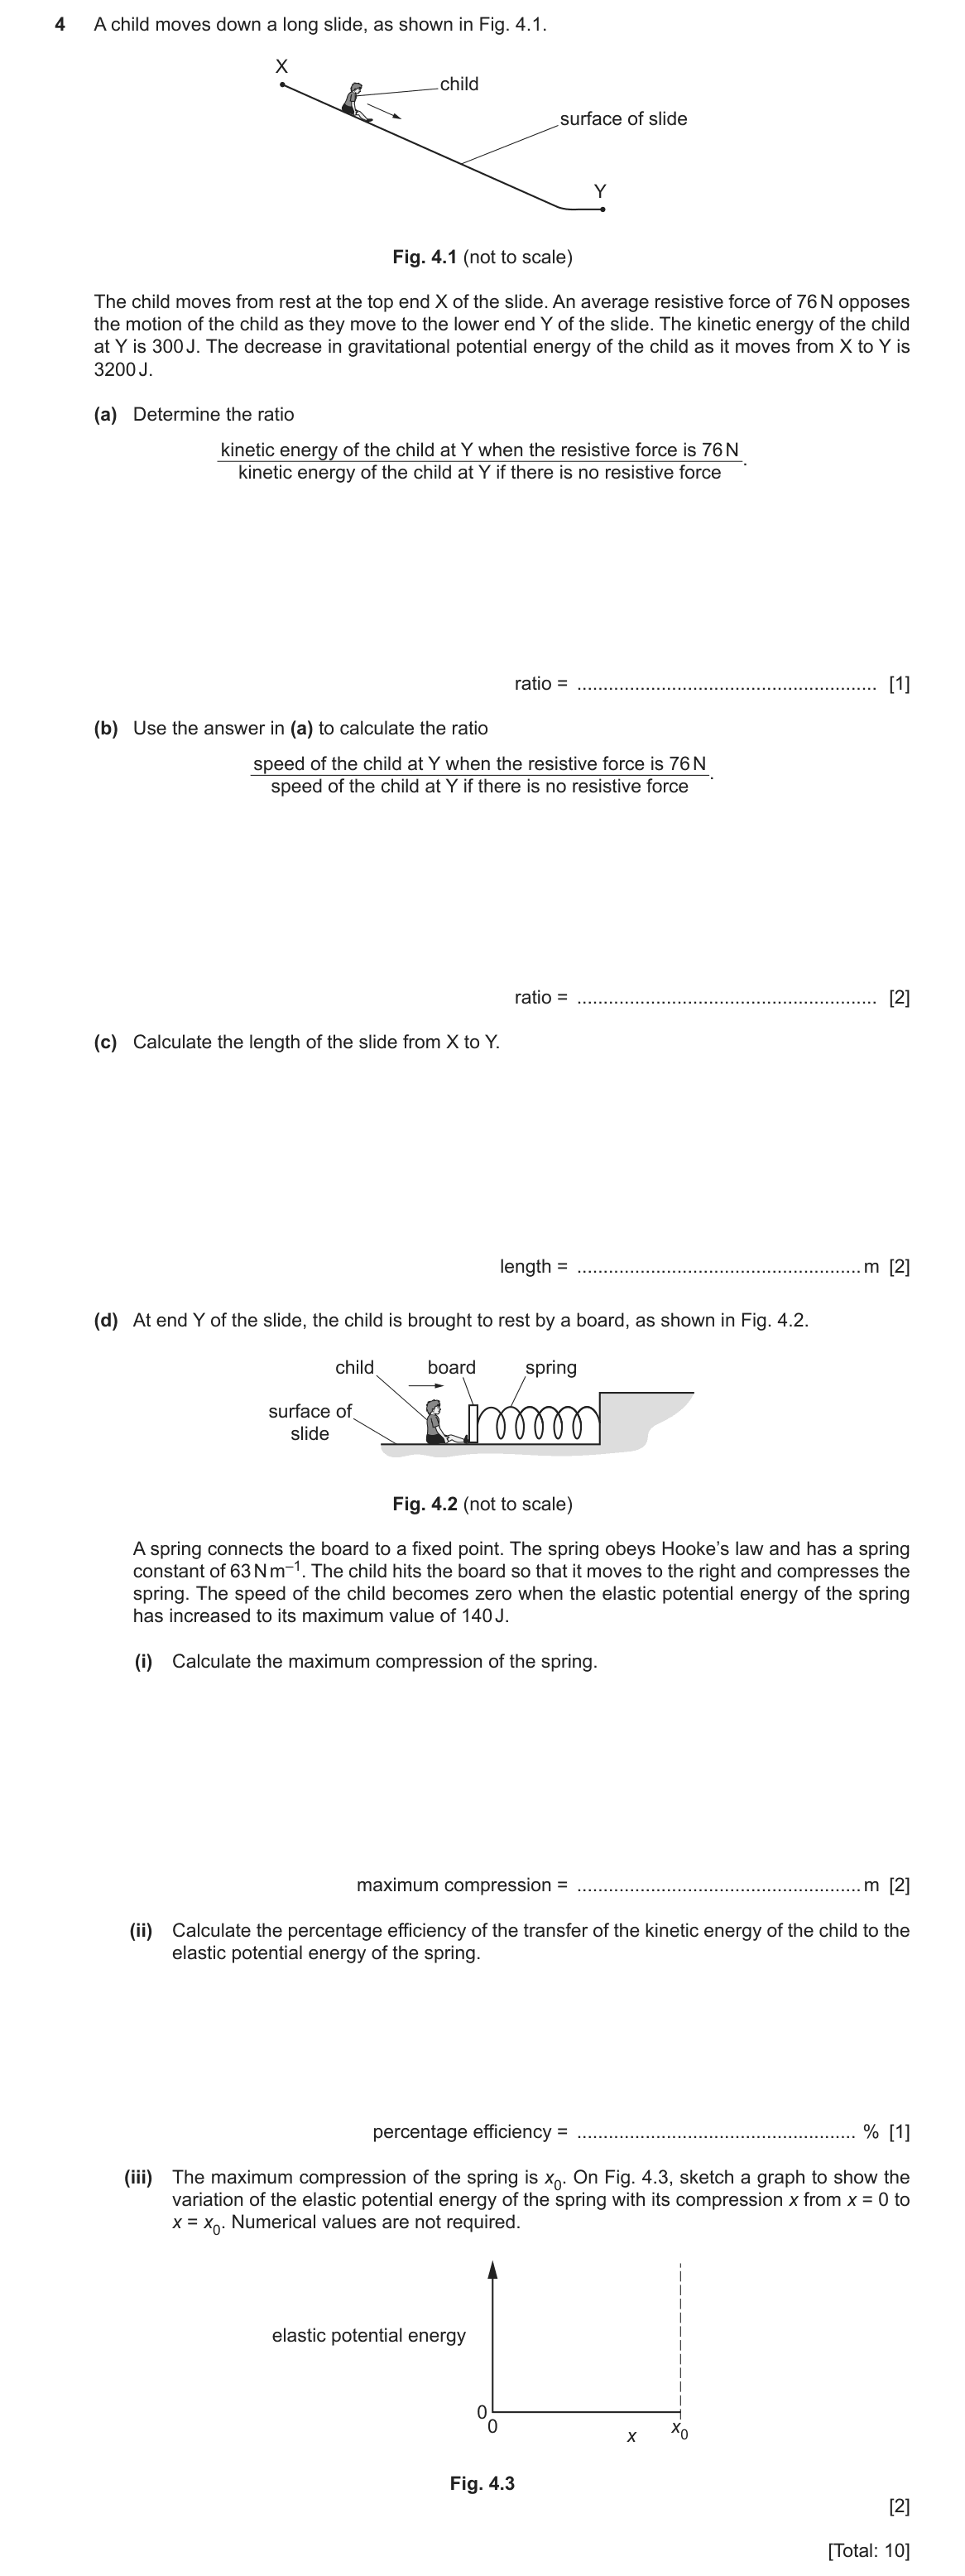 4 A child moves down a long slide, as shown in Fig. 4.1.
X
child
surface of slide
Y
Fig. 4.1 (not to scale)
The child moves from rest at the top end X of the slide. An average resistive force of 76 N opposes
the motion of the child as they move to the lower end Y of the slide. The kinetic energy of the child
at Y is 300 J. The decrease in gravitational potential energy of the child as it moves from X to Y is
3200 J.
(a) Determine the ratio
kinetic energy of the child at Y when the resistive force is 76 N
kinetic energy of the child at Y if there is no resistive force
.
ratio = ......................................................... [1]
(b) Use the answer in (a) to calculate the ratio
speed of the child at Y when the resistive force is 76 N
speed of the child at Y if there is no resistive force
.
ratio = ......................................................... [2]
(c) Calculate the length of the slide from X to Y.
length = ...................................................... m [2]
(d) At end Y of the slide, the child is brought to rest by a board, as shown in Fig. 4.2.
child board spring
surface of
slide
Fig. 4.2 (not to scale)
A spring connects the board to a fixed point. The spring obeys Hooke’s law and has a spring
constant of 63 N m⁻¹. The child hits the board so that it moves to the right and compresses the
spring. The speed of the child becomes zero when the elastic potential energy of the spring
has increased to its maximum value of 140 J.
(i) Calculate the maximum compression of the spring.
maximum compression = ...................................................... m [2]
(ii) Calculate the percentage efficiency of the transfer of the kinetic energy of the child to the
elastic potential energy of the spring.
percentage efficiency = ..................................................... % [1]
(iii) The maximum compression of the spring is x₀. On Fig. 4.3, sketch a graph to show the
variation of the elastic potential energy of the spring with its compression x from x = 0 to
x = x₀. Numerical values are not required.
elastic potential energy
0
0
x
x₀
Fig. 4.3
[2]
[Total: 10]